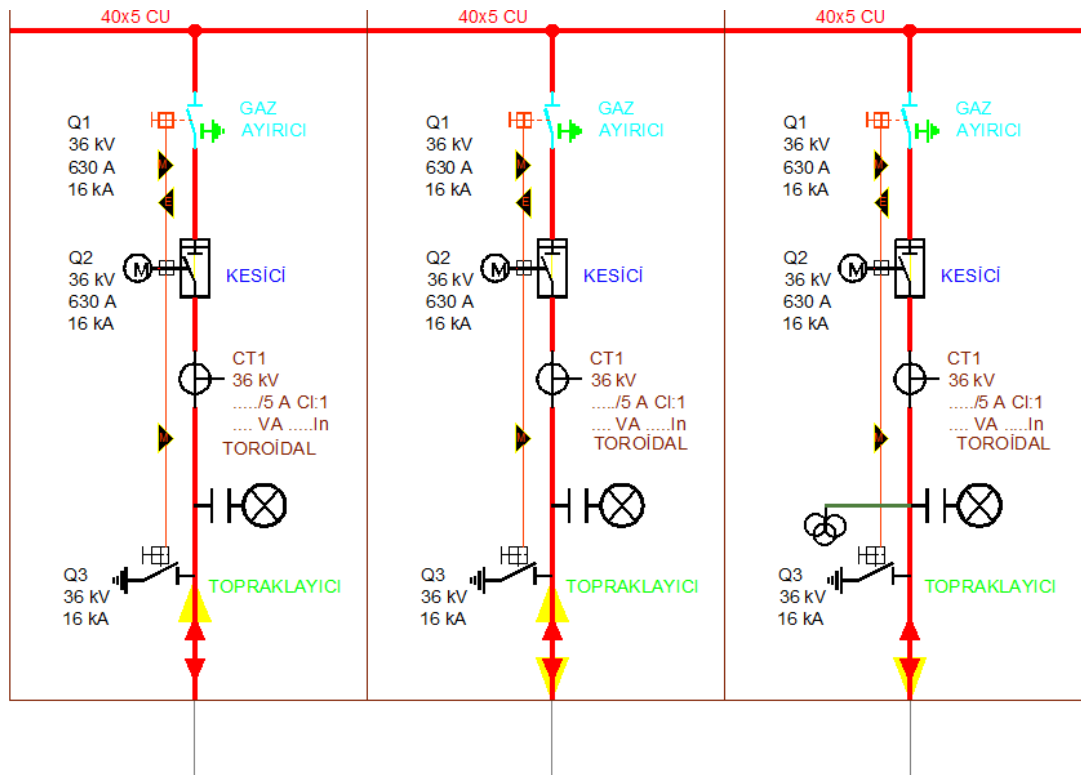 40x5 CU
40x5 CU
40x5 CU
Q1
36 kV
630 A
16 kA
GAZ
AYIRICI
M
E
Q2
36 kV
630 A
16 kA
M
KESİCİ
CT1
36 kV
...../5 A Cl:1
.... VA .....In
TOROİDAL
M
Q3
36 kV
16 kA
TOPRAKLAYICI
Q1
36 kV
630 A
16 kA
GAZ
AYIRICI
M
E
Q2
36 kV
630 A
16 kA
M
KESİCİ
CT1
36 kV
...../5 A Cl:1
.... VA .....In
TOROİDAL
M
Q3
36 kV
16 kA
TOPRAKLAYICI
Q1
36 kV
630 A
16 kA
GAZ
AYIRICI
M
E
Q2
36 kV
630 A
16 kA
M
KESİCİ
CT1
36 kV
...../5 A Cl:1
.... VA .....In
TOROİDAL
M
Q3
36 kV
16 kA
TOPRAKLAYICI